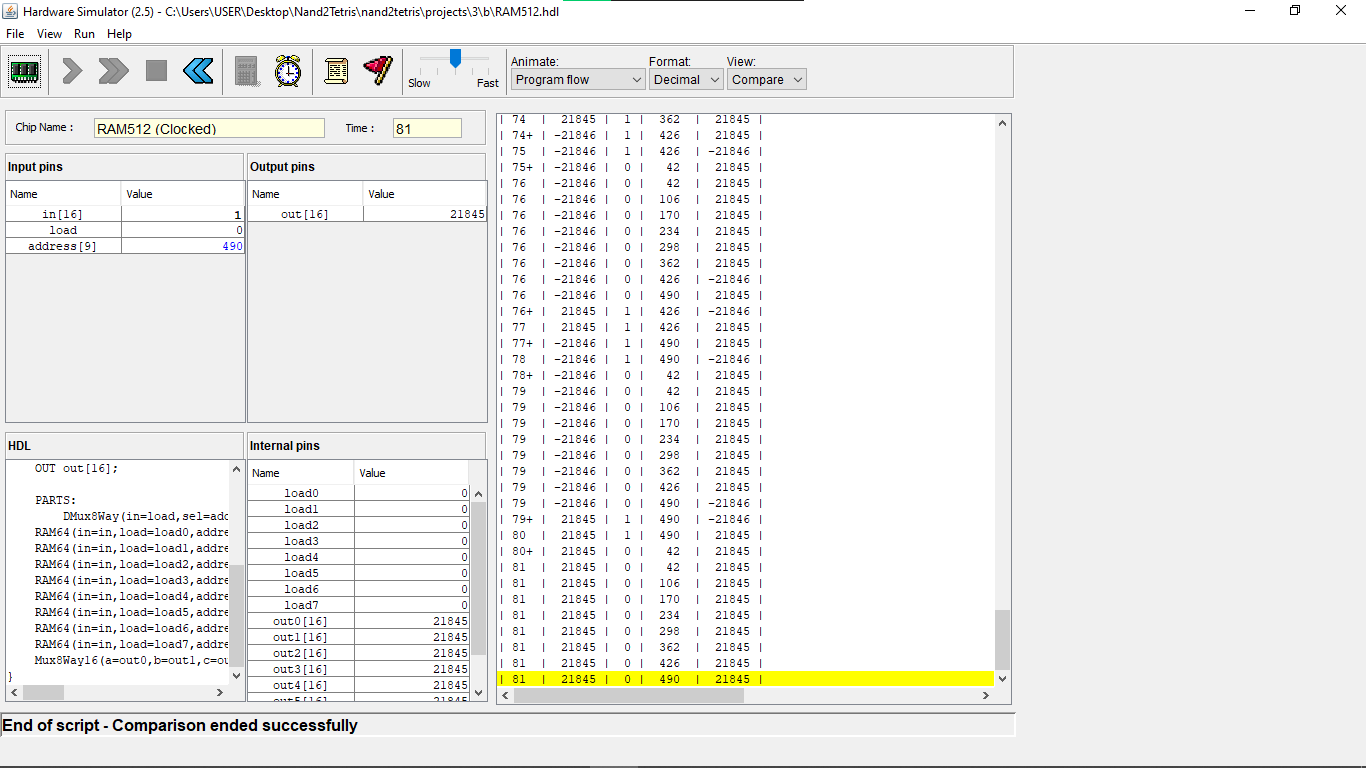 Hardware Simulator (2.5) - C:\Users\USER\Desktop\Nand2Tetris\nand2tetris\projects\3\b\RAM512.hdl
File View Run Help
Slow Fast
Animate: Format: View:
Program flow Decimal Compare
Chip Name : RAM512 (Clocked) Time : 81
Input pins
Name Value
in[16] 1
load 0
address[9] 490
Output pins
Name Value
out[16] 21845
HDL
OUT out[16];
PARTS:
DMux8Way(in=load,sel=add
RAM64(in=in,load=load0,addre
RAM64(in=in,load=load1,addre
RAM64(in=in,load=load2,addre
RAM64(in=in,load=load3,addre
RAM64(in=in,load=load4,addre
RAM64(in=in,load=load5,addre
RAM64(in=in,load=load6,addre
RAM64(in=in,load=load7,addre
Mux8Way16(a=out0,b=out1,c=ou
}
Internal pins
Name Value
load0 0
load1 0
load2 0
load3 0
load4 0
load5 0
load6 0
load7 0
out0[16] 21845
out1[16] 21845
out2[16] 21845
out3[16] 21845
out4[16] 21845
out5[16] 21845
| 74 | 21845 | 1 | 362 | 21845 |
| 74+ | -21846 | 1 | 426 | 21845 |
| 75 | -21846 | 1 | 426 | -21846 |
| 75+ | -21846 | 0 | 42 | 21845 |
| 76 | -21846 | 0 | 42 | 21845 |
| 76 | -21846 | 0 | 106 | 21845 |
| 76 | -21846 | 0 | 170 | 21845 |
| 76 | -21846 | 0 | 234 | 21845 |
| 76 | -21846 | 0 | 298 | 21845 |
| 76 | -21846 | 0 | 362 | 21845 |
| 76 | -21846 | 0 | 426 | -21846 |
| 76 | -21846 | 0 | 490 | 21845 |
| 76+ | 21845 | 1 | 426 | -21846 |
| 77 | 21845 | 1 | 426 | 21845 |
| 77+ | -21846 | 1 | 490 | 21845 |
| 78 | -21846 | 1 | 490 | -21846 |
| 78+ | -21846 | 0 | 42 | 21845 |
| 79 | -21846 | 0 | 42 | 21845 |
| 79 | -21846 | 0 | 106 | 21845 |
| 79 | -21846 | 0 | 170 | 21845 |
| 79 | -21846 | 0 | 234 | 21845 |
| 79 | -21846 | 0 | 298 | 21845 |
| 79 | -21846 | 0 | 362 | 21845 |
| 79 | -21846 | 0 | 426 | 21845 |
| 79 | -21846 | 0 | 490 | -21846 |
| 79+ | 21845 | 1 | 490 | -21846 |
| 80 | 21845 | 1 | 490 | 21845 |
| 80+ | 21845 | 0 | 42 | 21845 |
| 81 | 21845 | 0 | 42 | 21845 |
| 81 | 21845 | 0 | 106 | 21845 |
| 81 | 21845 | 0 | 170 | 21845 |
| 81 | 21845 | 0 | 234 | 21845 |
| 81 | 21845 | 0 | 298 | 21845 |
| 81 | 21845 | 0 | 362 | 21845 |
| 81 | 21845 | 0 | 426 | 21845 |
| 81 | 21845 | 0 | 490 | 21845 |
End of script - Comparison ended successfully